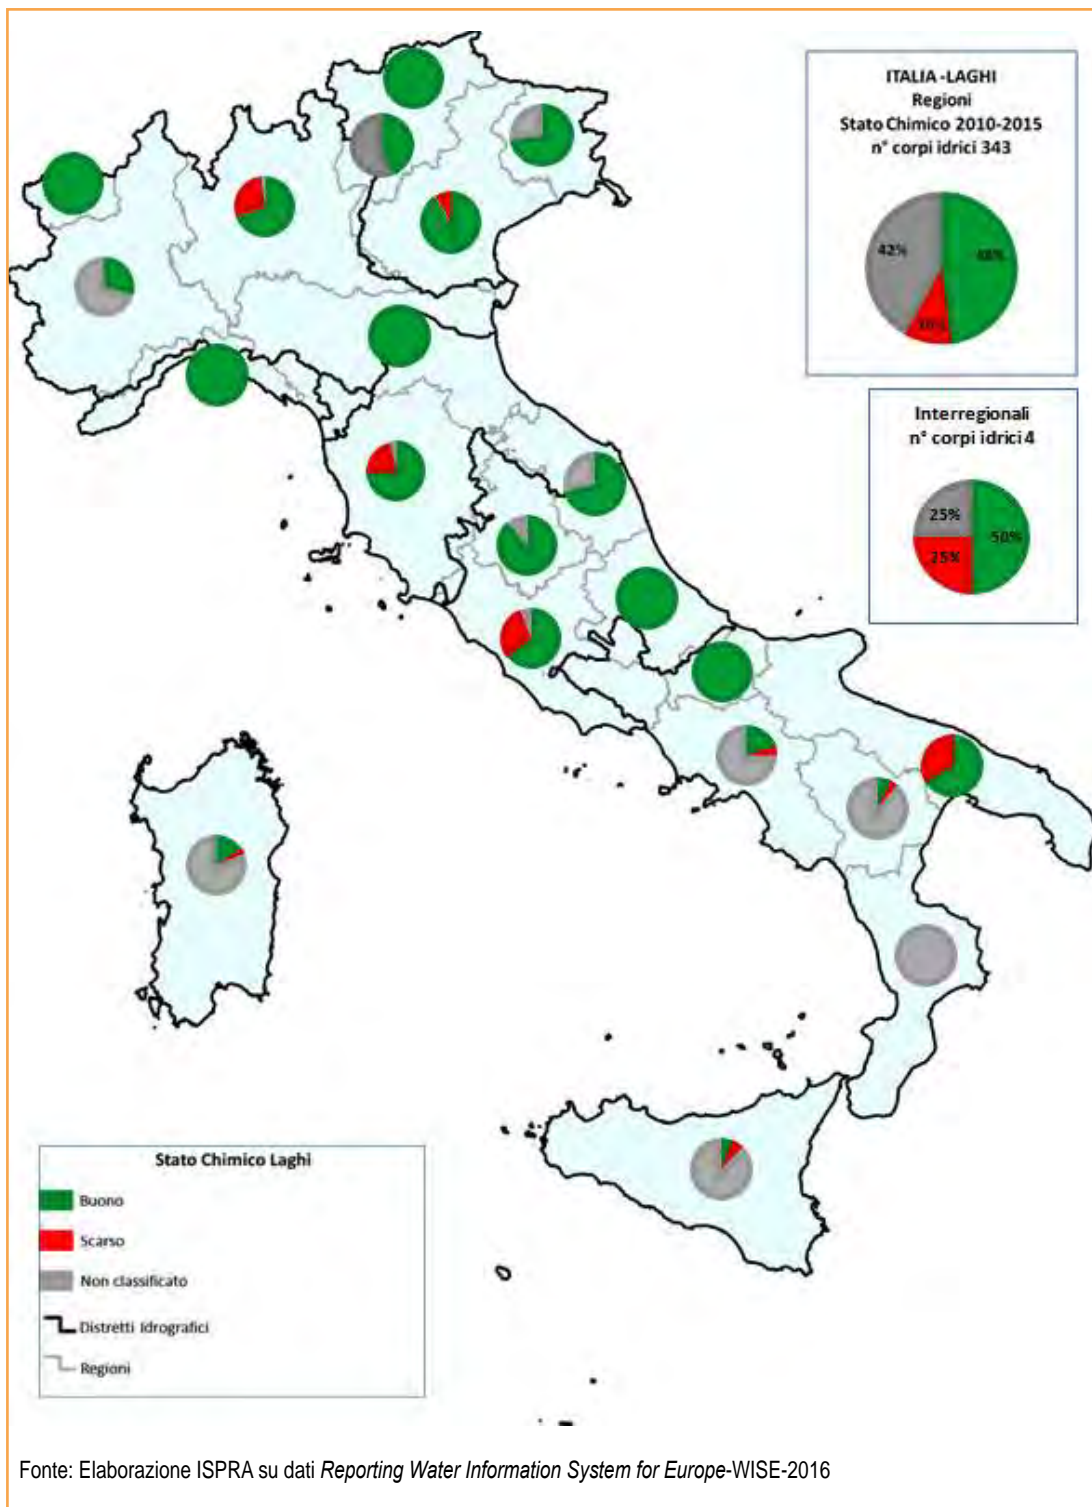 ITALIA -LAGHI
Regioni
Stato Chimico 2010-2015
n° corpi idrici 343
42%
48%
10%
Interregionali
n° corpi idrici 4
25%
50%
25%
Stato Chimico Laghi
Buono
Scarso
Non classificato
Distretti Idrografici
Regioni
Fonte: Elaborazione ISPRA su dati Reporting Water Information System for Europe-WISE-2016